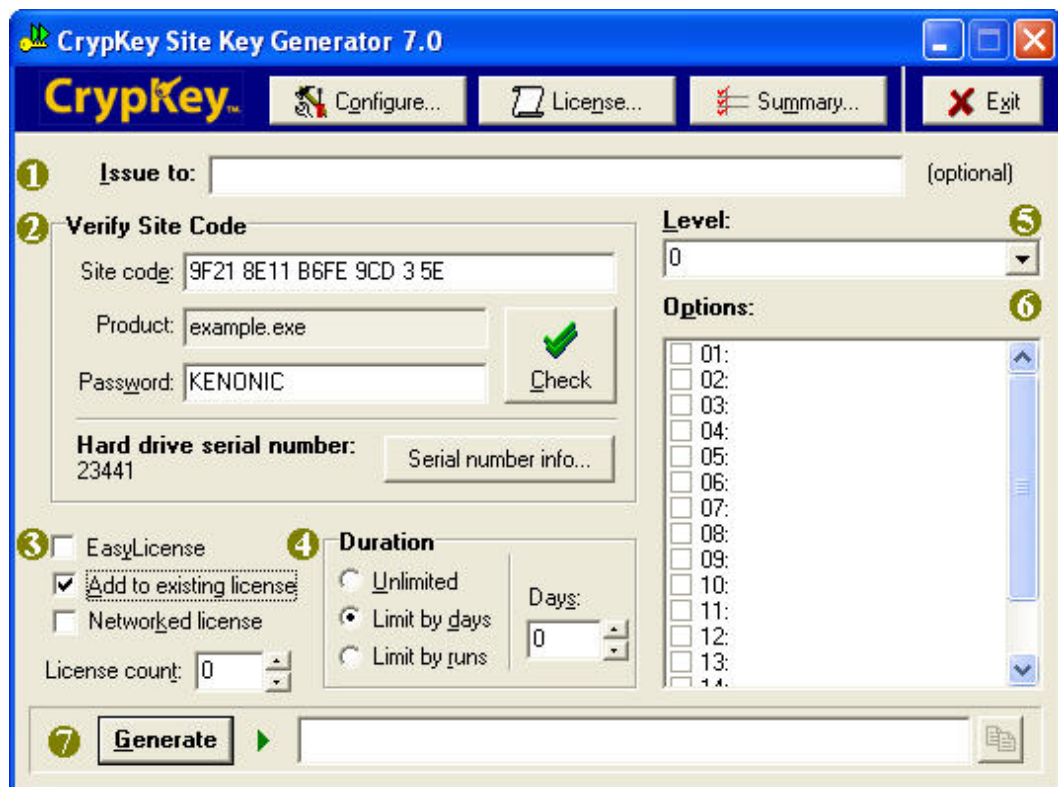 CrypKey Site Key Generator 7.0
CrypKey™
Configure...
License...
Summary...
Exit
1
Issue to:
(optional)
2
Verify Site Code
Site code: 9F21 8E11 B6FE 9CD 3 5E
Product: example.exe
Password: KENONIC
Check
Hard drive serial number:
23441
Serial number info...
3
EasyLicense
Add to existing license
Networked license
License count: 0
4
Duration
Unlimited
Limit by days
Limit by runs
Days:
0
Level:
5
0
Options:
6
01:
02:
03:
04:
05:
06:
07:
08:
09:
10:
11:
12:
13:
14:
7
Generate